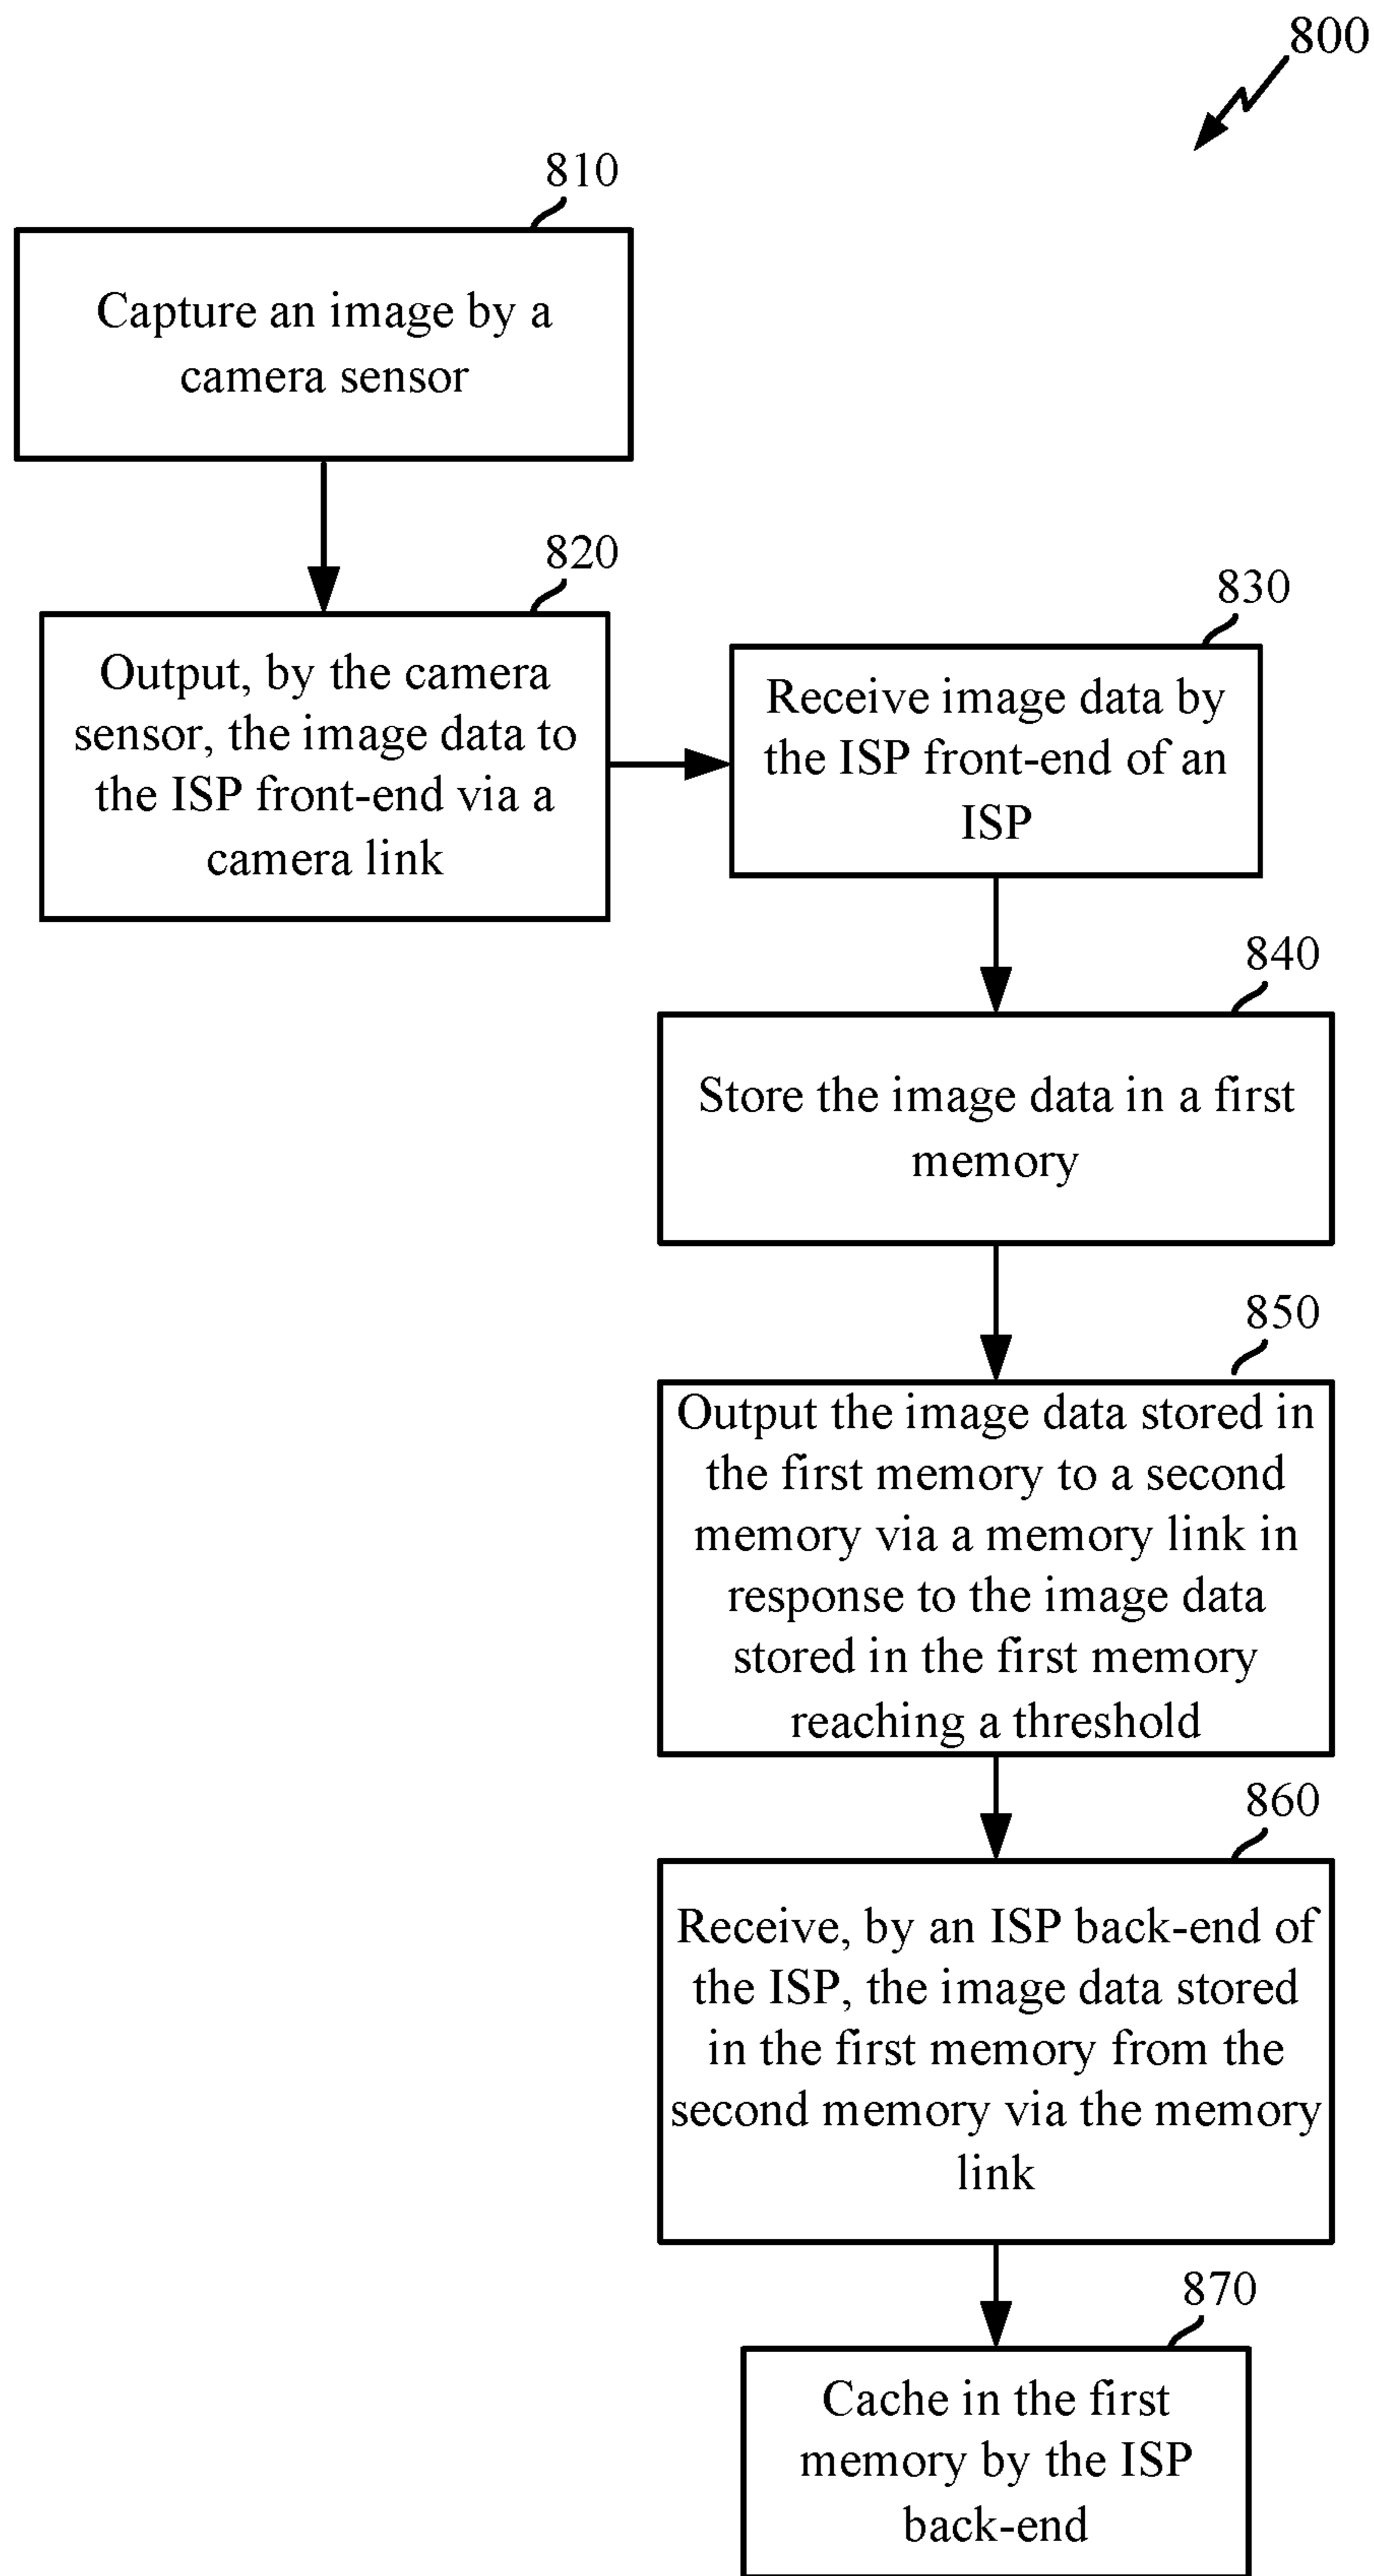 800
810
Capture an image by a
camera sensor
820
Output, by the camera
sensor, the image data to
the ISP front-end via a
camera link
830
Receive image data by
the ISP front-end of an
ISP
840
Store the image data in a first
memory
850
Output the image data stored in
the first memory to a second
memory via a memory link in
response to the image data
stored in the first memory
reaching a threshold
860
Receive, by an ISP back-end of
the ISP, the image data stored
in the first memory from the
second memory via the memory
link
870
Cache in the first
memory by the ISP
back-end